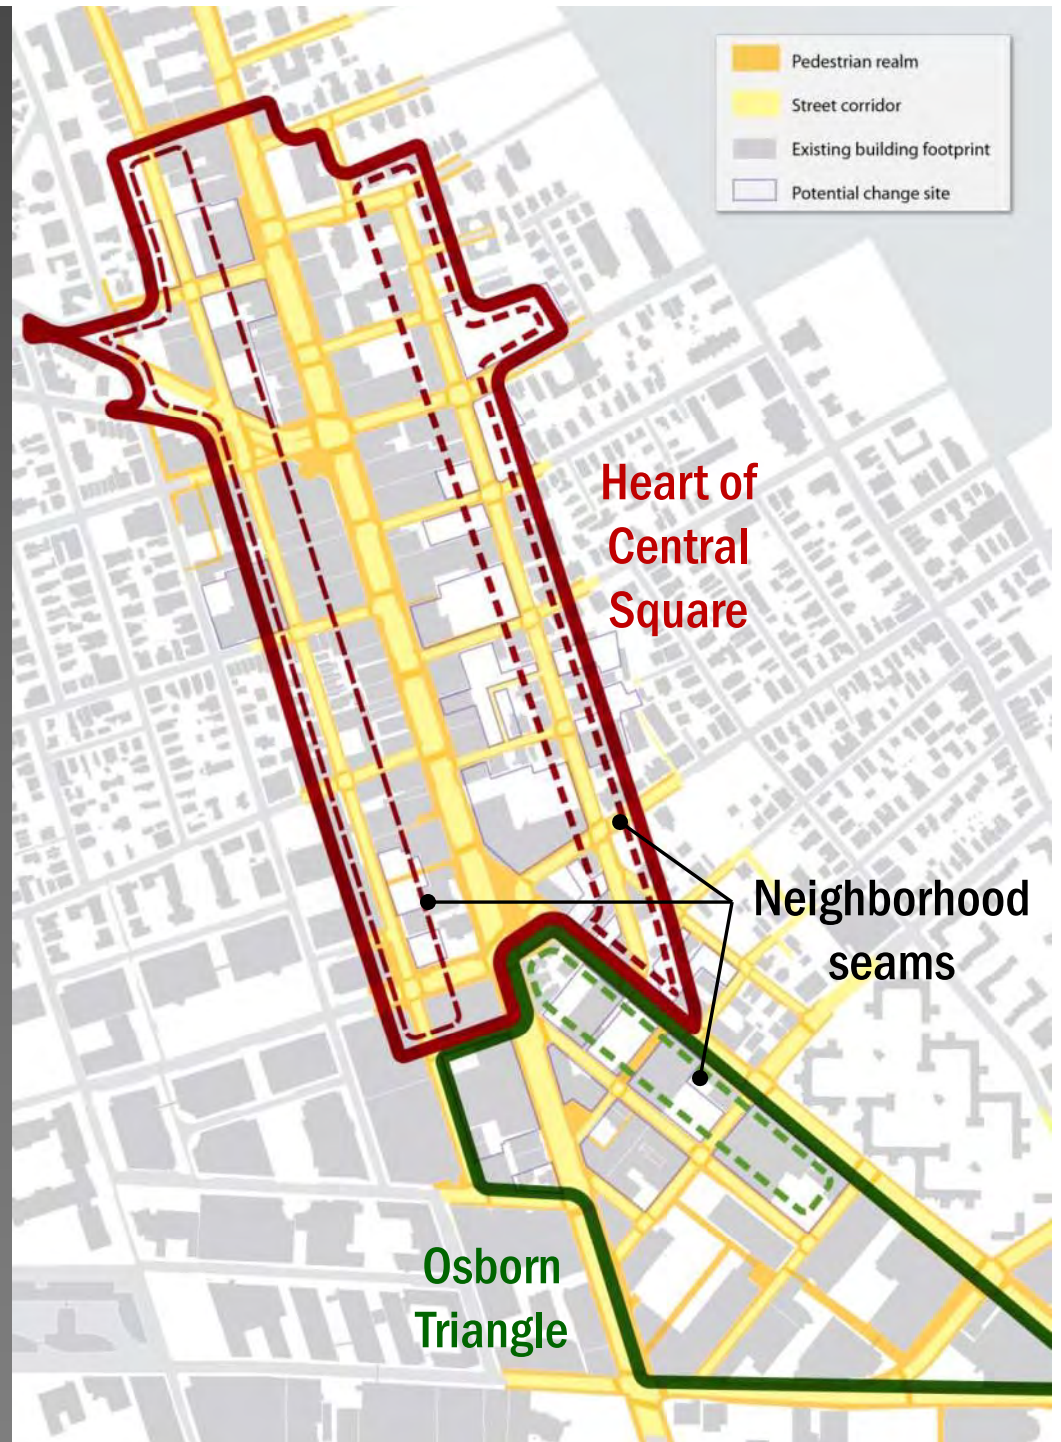 Pedestrian realm
Street corridor
Existing building footprint
Potential change site
Heart of
Central
Square
Neighborhood
seams
Osborn
Triangle